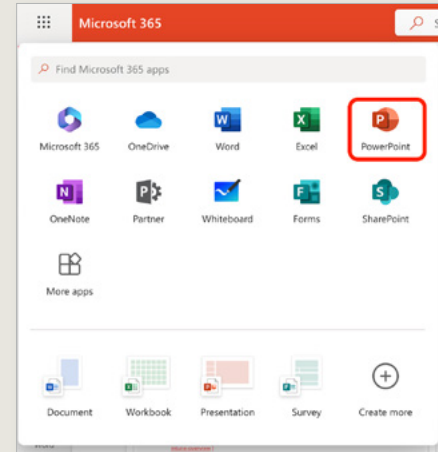 Microsoft 365
Find Microsoft 365 apps
Microsoft 365 OneDrive Word Excel PowerPoint
OneNote Partner Whiteboard Forms SharePoint
More apps
Document Workbook Presentation Survey Create more